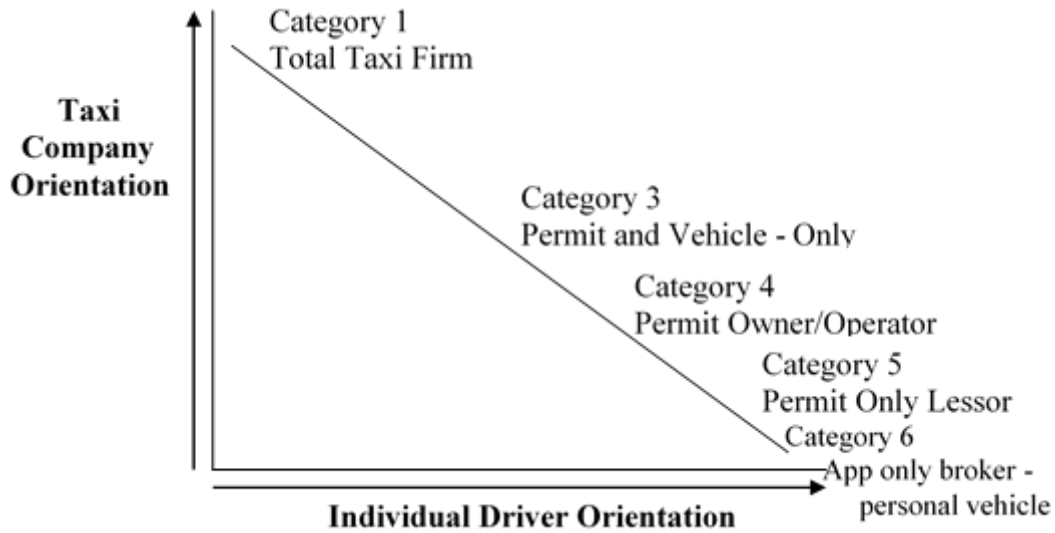 Category 1
Total Taxi Firm
Taxi
Company
Orientation
Category 3
Permit and Vehicle - Only
Category 4
Permit Owner/Operator
Category 5
Permit Only Lessor
Category 6
App only broker -
personal vehicle
Individual Driver Orientation